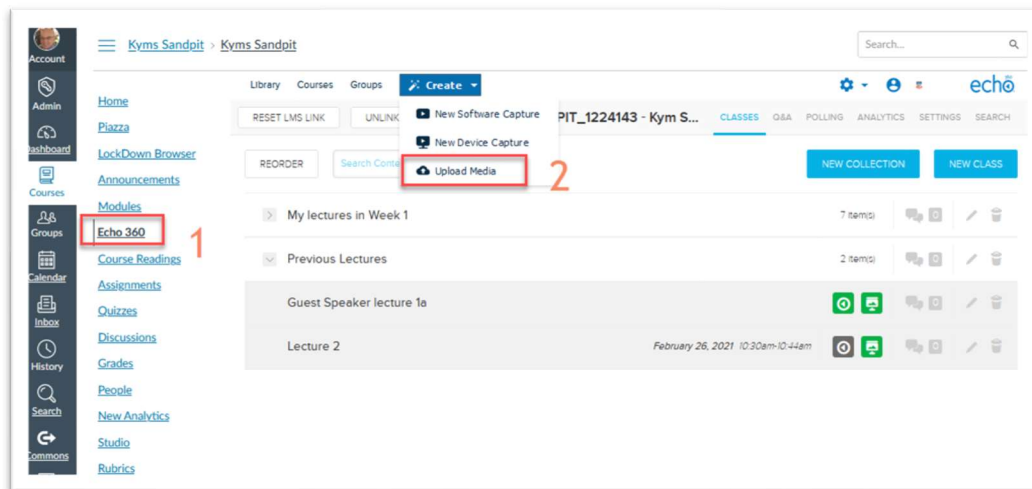 Account
Admin
Dashboard
Courses
Groups
Calendar
Inbox
History
Search
Commons
Kyms Sandpit > Kyms Sandpit
Search...
Home
Piazza
LockDown Browser
Announcements
Modules
Echo 360
1
Course Readings
Assignments
Quizzes
Discussions
Grades
People
New Analytics
Studio
Rubrics
Library Courses Groups Create
echo
New Software Capture
New Device Capture
Upload Media
2
RESET LMS LINK UNLINK PIT_1224143 - Kym S... CLASSES Q&A POLLING ANALYTICS SETTINGS SEARCH
REORDER Search Conte NEW COLLECTION NEW CLASS
My lectures in Week 1 7 item(s) 0
Previous Lectures 2 item(s) 0
Guest Speaker lecture 1a 0
Lecture 2 February 26, 2021 10:30am-10:44am 0